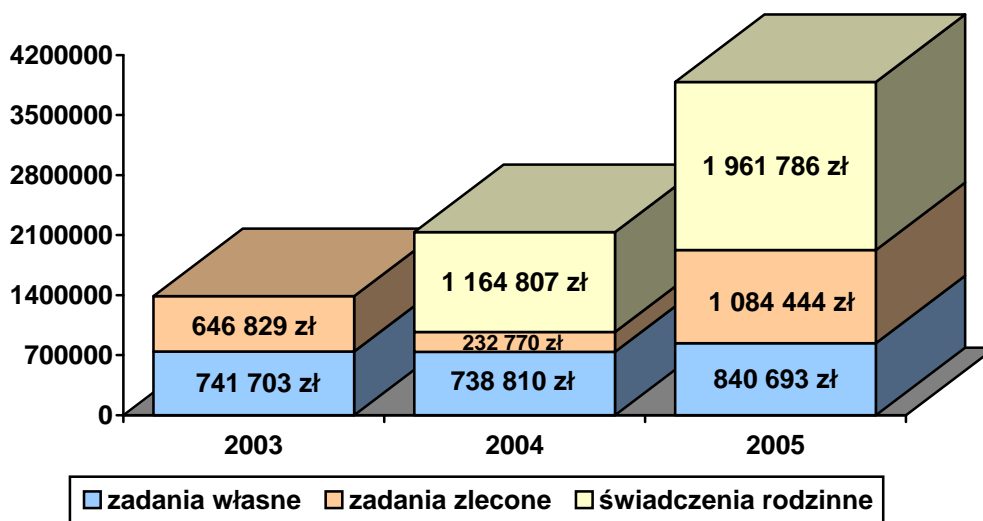 4200000
3500000
2800000
2100000
1400000
700000
0
646 829 zł
741 703 zł
1 164 807 zł
232 770 zł
738 810 zł
1 961 786 zł
1 084 444 zł
840 693 zł
2003 2004 2005
zadania własne zadania zlecone świadczenia rodzinne